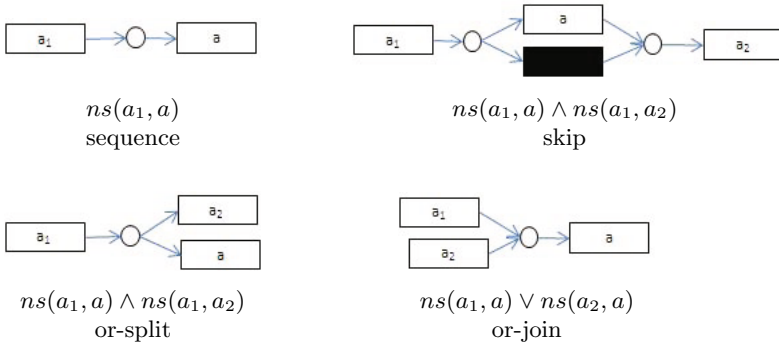 a₁
a
a₁
a
a₂
ns(a₁, a)
sequence
ns(a₁, a) ∧ ns(a₁, a₂)
skip
a₁
a₂
a
a₁
a₂
a
ns(a₁, a) ∧ ns(a₁, a₂)
or-split
ns(a₁, a) ∨ ns(a₂, a)
or-join